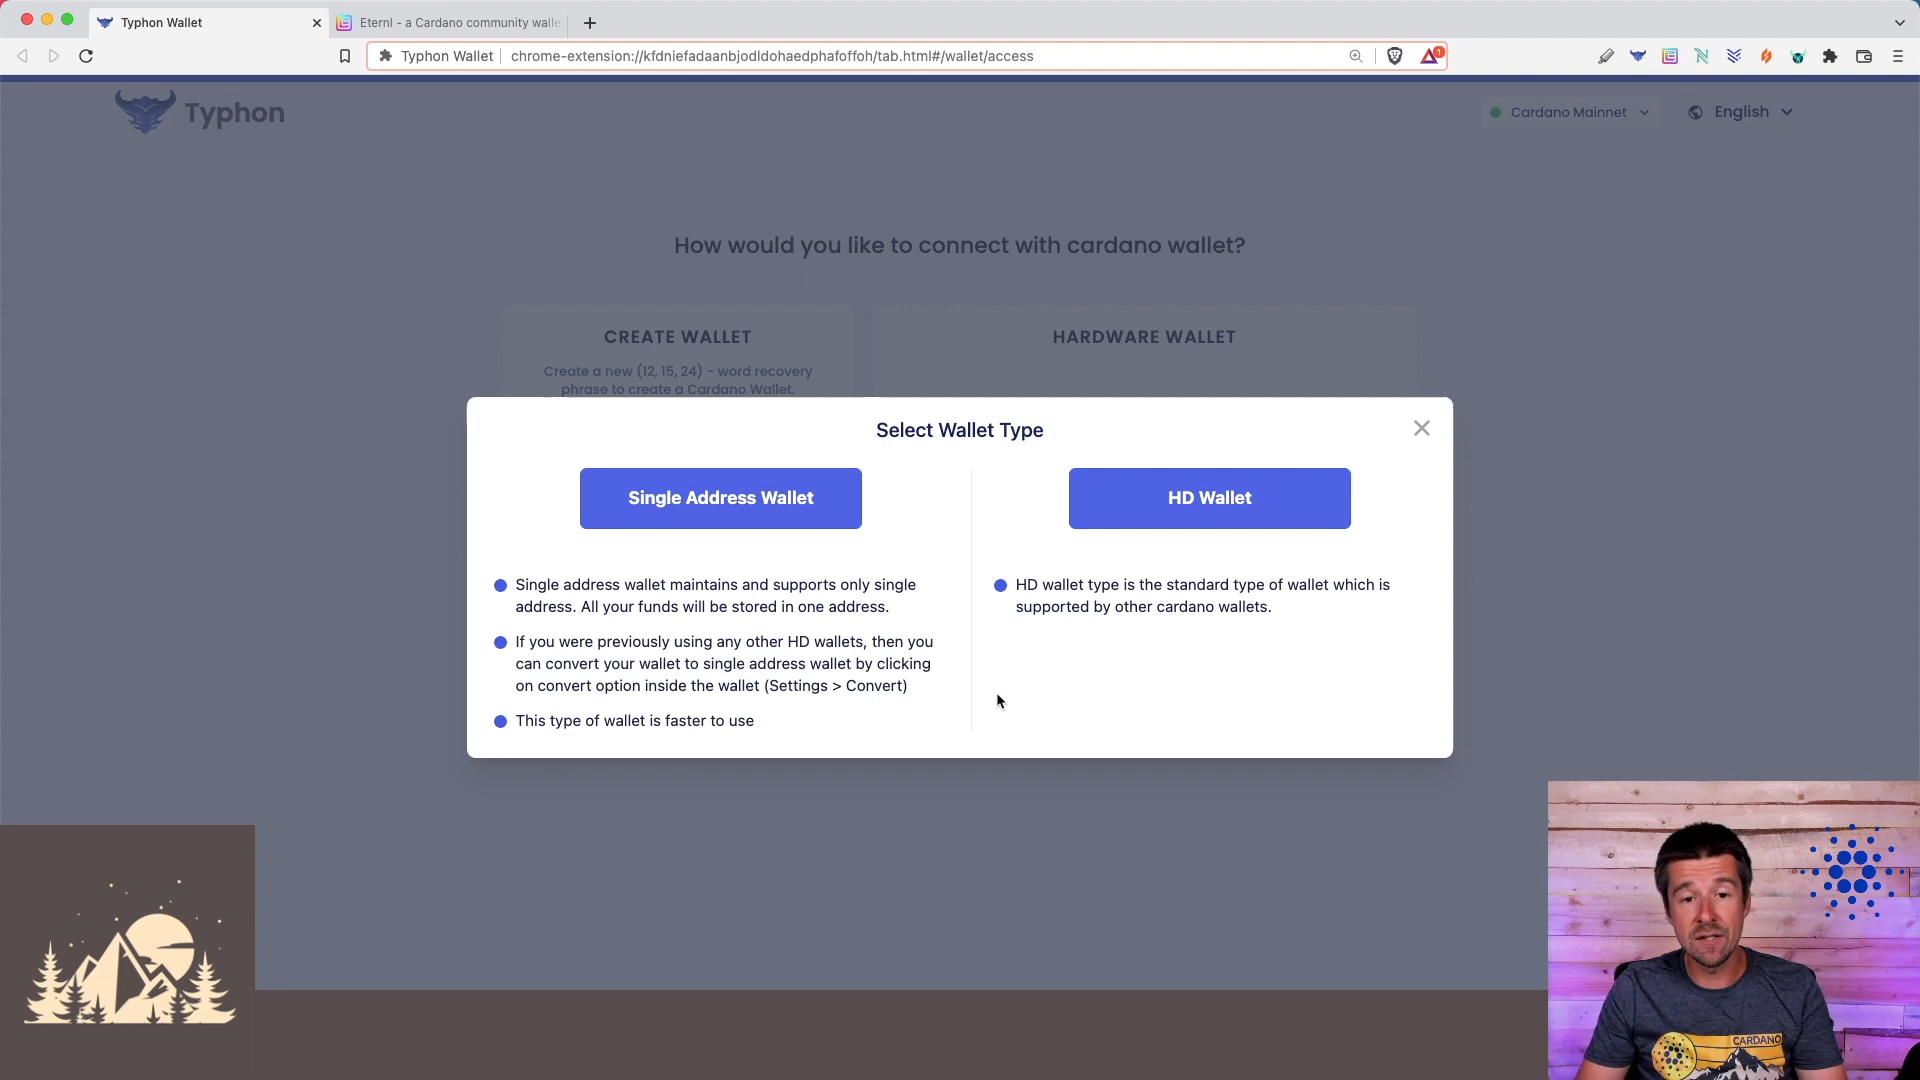 Typhon Wallet
Eternl - a Cardano community walle
Typhon Wallet
chrome-extension://kfdniefadaanbjodldohaedphafoffoh/tab.html#/wallet/access
1
Typhon
Cardano Mainnet
English
How would you like to connect with cardano wallet?
CREATE WALLET
Create a new (12, 15, 24) - word recovery
phrase to create a Cardano Wallet.
HARDWARE WALLET
Select Wallet Type
Single Address Wallet
Single address wallet maintains and supports only single
address. All your funds will be stored in one address.
If you were previously using any other HD wallets, then you
can convert your wallet to single address wallet by clicking
on convert option inside the wallet (Settings > Convert)
This type of wallet is faster to use
HD Wallet
HD wallet type is the standard type of wallet which is
supported by other cardano wallets.
CARDANO